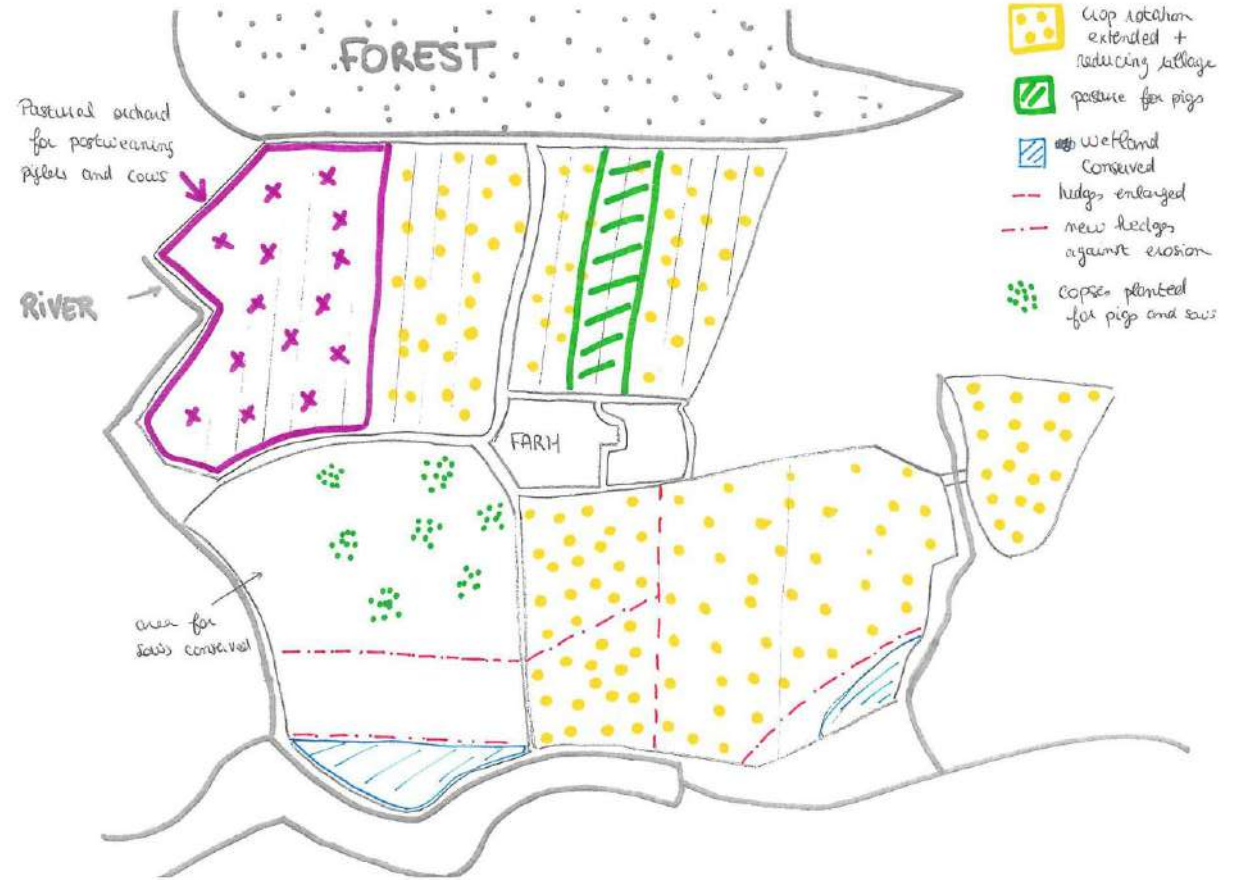 FOREST
Pastural orchard
for postweaning
piglets and cows
RIVER
FARM
area for
sows conserved
crop rotation
extended +
reducing tillage
pasture for pigs
wetland
conserved
hedges enlarged
new hedges
against erosion
copses planted
for pigs and sows